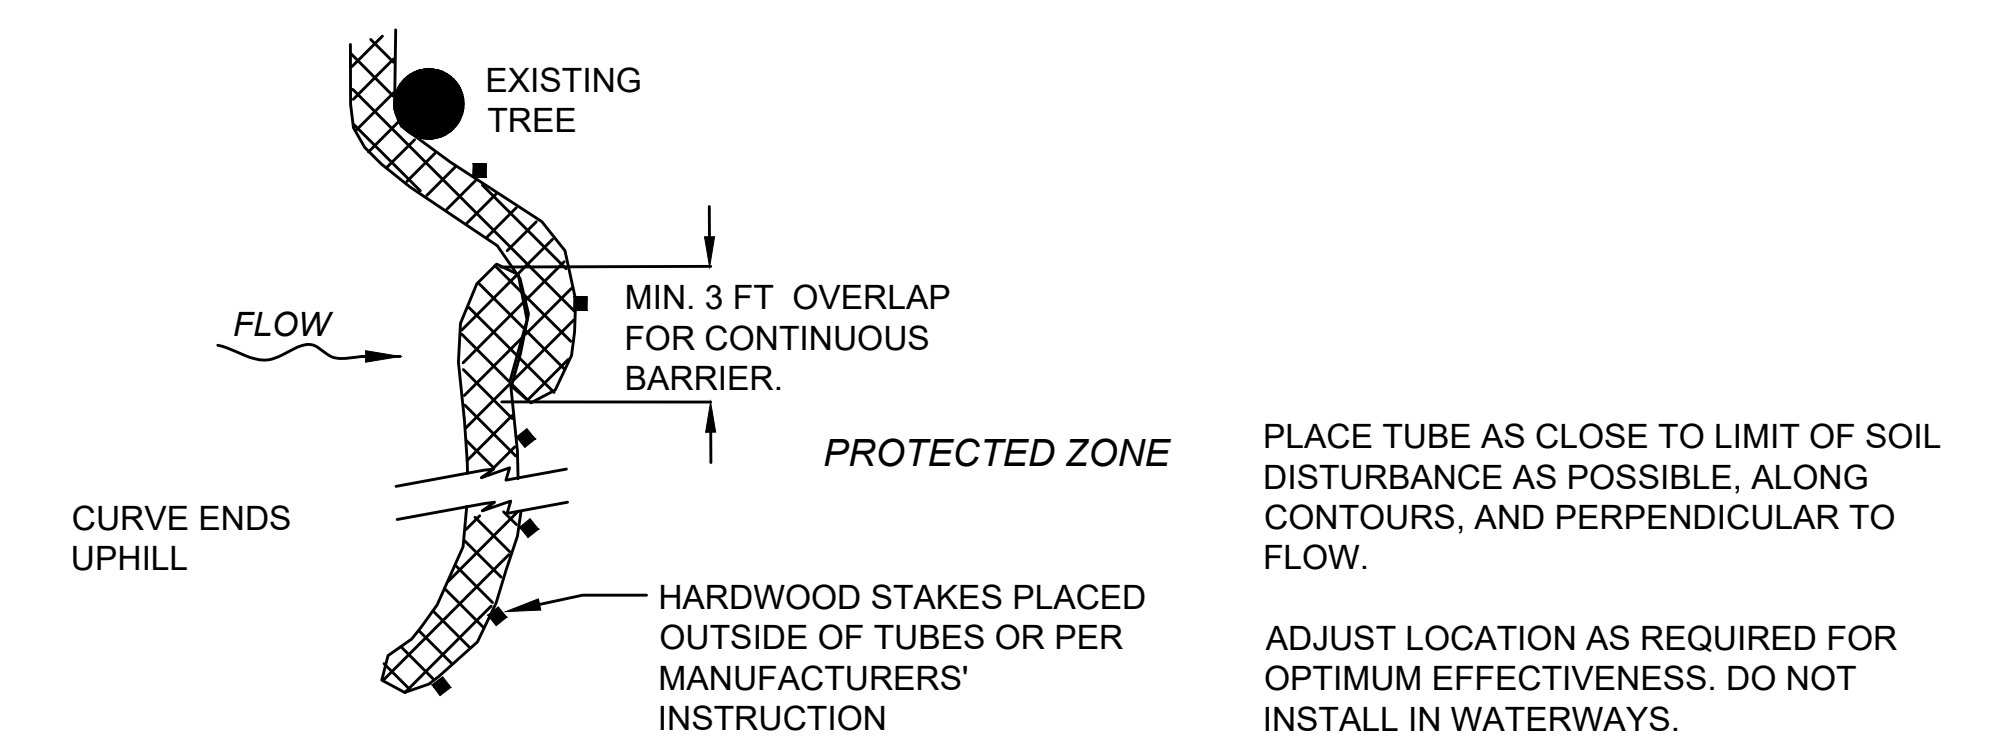 EXISTING
TREE
FLOW
MIN. 3 FT  OVERLAP
FOR CONTINUOUS
BARRIER.
PROTECTED ZONE
CURVE ENDS
UPHILL
HARDWOOD STAKES PLACED
OUTSIDE OF TUBES OR PER
MANUFACTURERS'
INSTRUCTION
PLACE TUBE AS CLOSE TO LIMIT OF SOIL
DISTURBANCE AS POSSIBLE, ALONG
CONTOURS, AND PERPENDICULAR TO
FLOW.
ADJUST LOCATION AS REQUIRED FOR
OPTIMUM EFFECTIVENESS. DO NOT
INSTALL IN WATERWAYS.